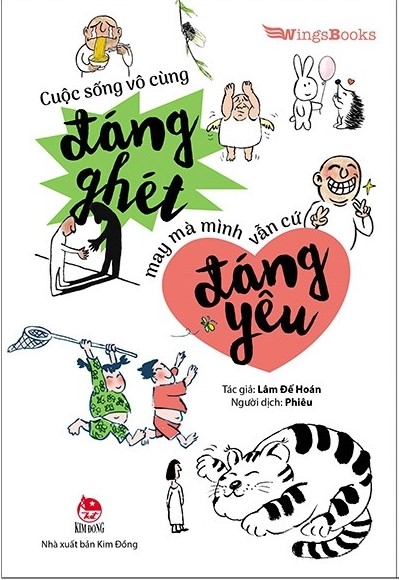 WingsBooks
Cuộc sống vô cùng
đáng
ghét
may mà mình vẫn cứ
đáng
yêu
Tác giả: Lâm Đế Hoán
Người dịch: Phiêu
KIM ĐỒNG
Nhà xuất bản Kim Đồng